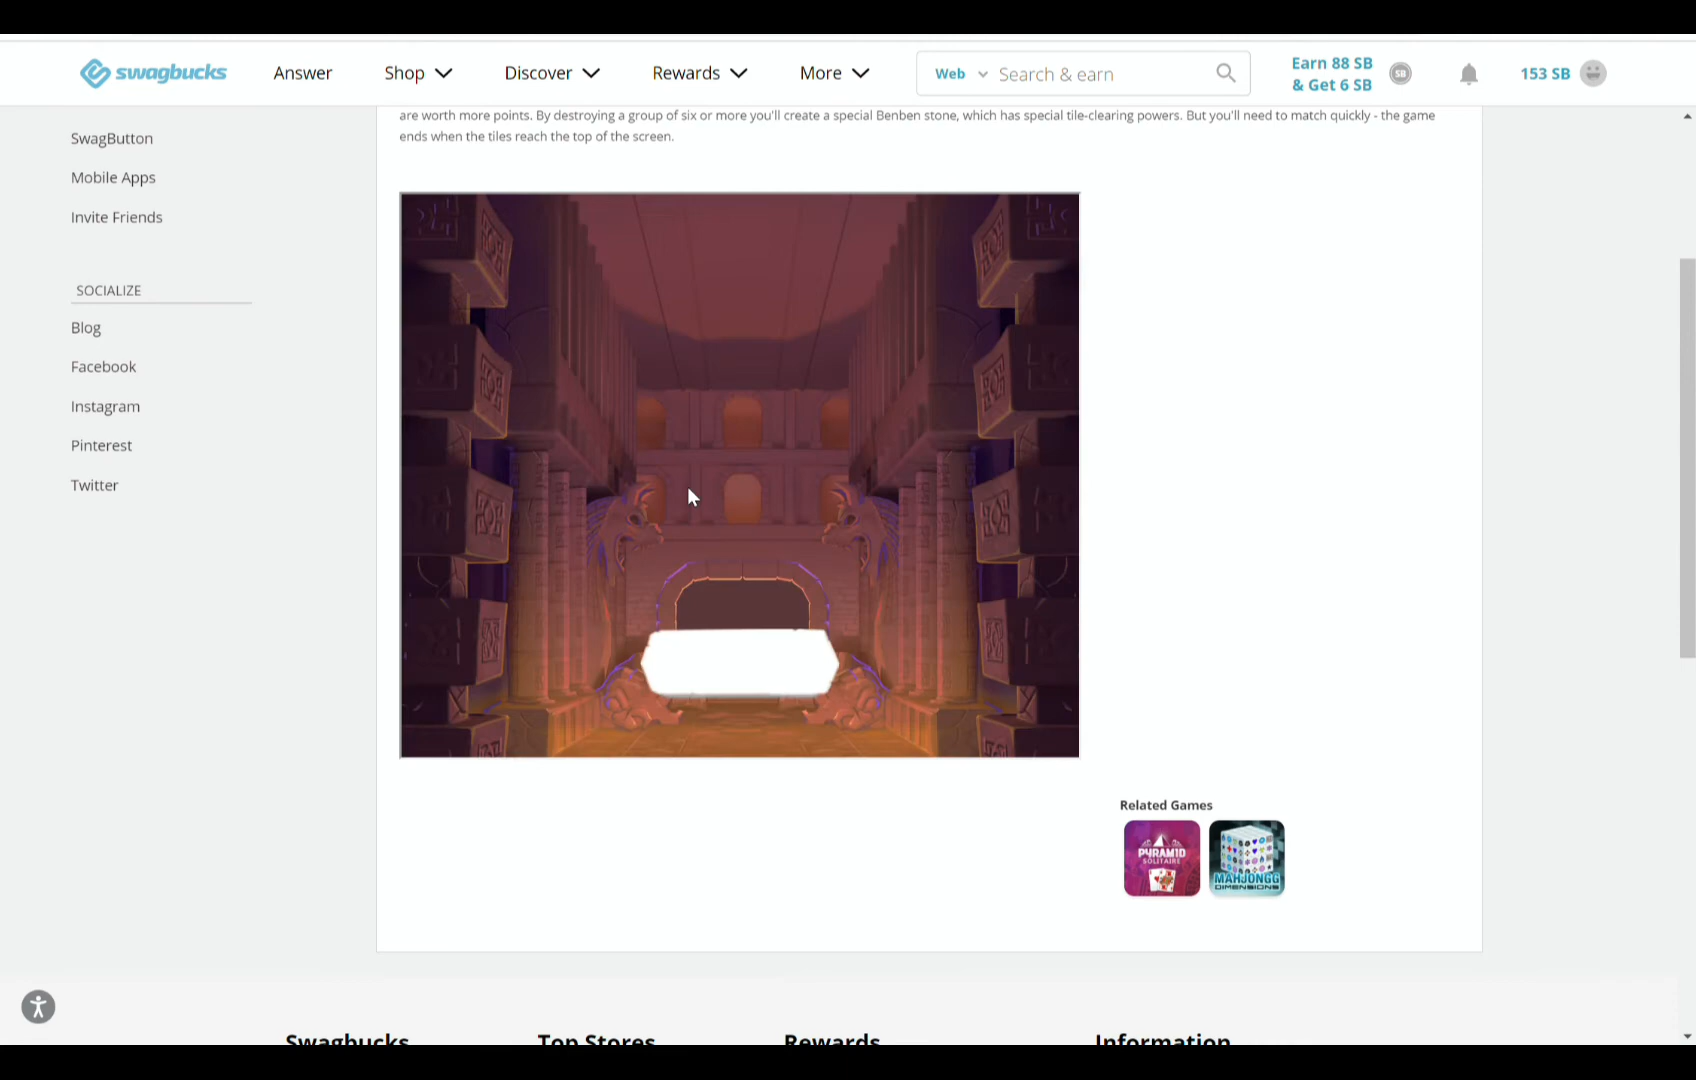 swagbucks
Answer
Shop
Discover
Rewards
More
Web
Search & earn
Earn 88 SB
& Get 6 SB
SB
153 SB
are worth more points. By destroying a group of six or more you'll create a special Benben stone, which has special tile-clearing powers. But you'll need to match quickly - the game
ends when the tiles reach the top of the screen.
SwagButton
Mobile Apps
Invite Friends
SOCIALIZE
Blog
Facebook
Instagram
Pinterest
Twitter
Related Games
PYRAMID
SOLITAIRE
MAHJONGG
DIMENSIONS
Swagbucks
Top Stores
Rewards
Information